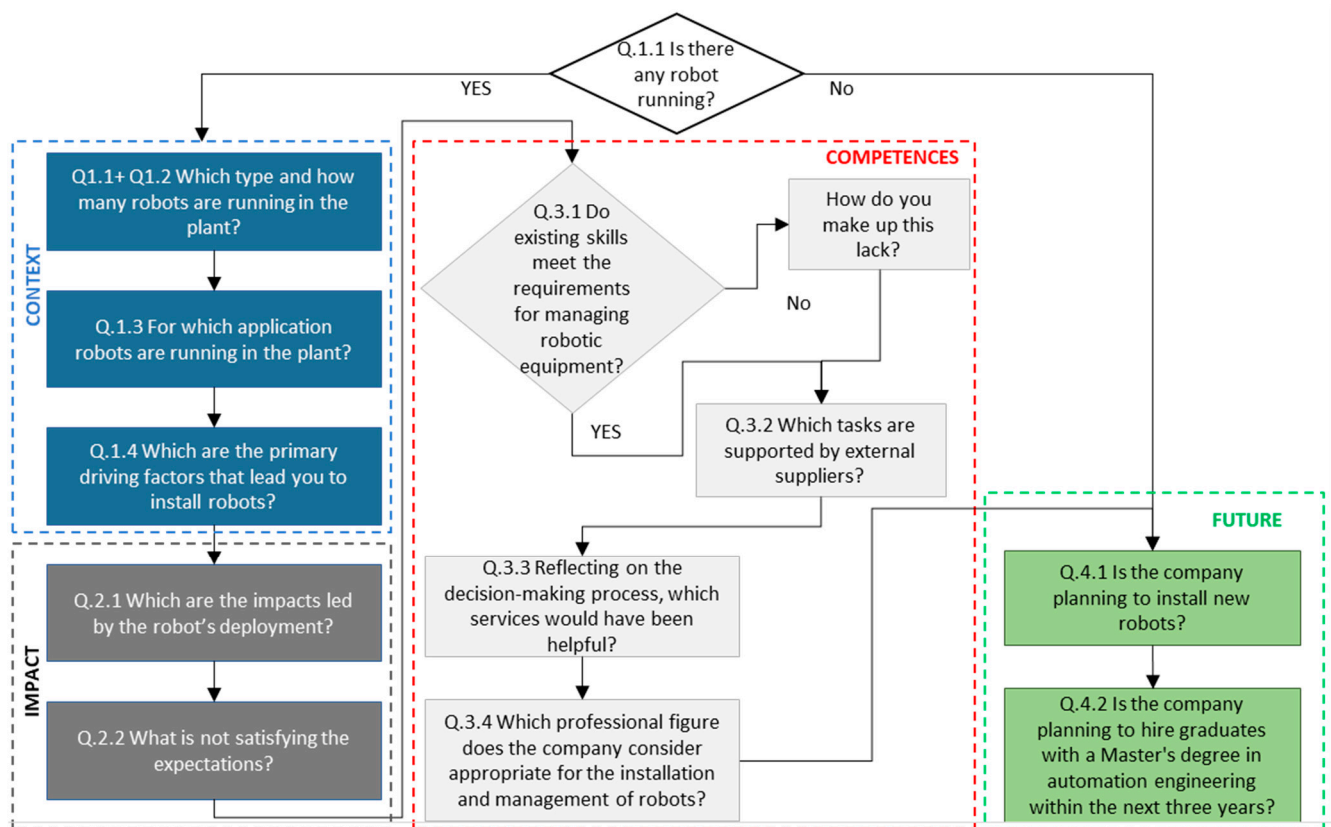 Q.1.1 Is there
any robot
running?
YES
No
CONTEXT
Q1.1+ Q1.2 Which type and how
many robots are running in the
plant?
Q.1.3 For which application
robots are running in the plant?
Q.1.4 Which are the primary
driving factors that lead you to
install robots?
IMPACT
Q.2.1 Which are the impacts led
by the robot’s deployment?
Q.2.2 What is not satisfying the
expectations?
COMPETENCES
Q.3.1 Do
existing skills
meet the
requirements
for managing
robotic
equipment?
How do you
make up this
lack?
No
YES
Q.3.2 Which tasks are
supported by external
suppliers?
Q.3.3 Reflecting on the
decision-making process, which
services would have been
helpful?
Q.3.4 Which professional figure
does the company consider
appropriate for the installation
and management of robots?
FUTURE
Q.4.1 Is the company
planning to install new
robots?
Q.4.2 Is the company
planning to hire graduates
with a Master's degree in
automation engineering
within the next three years?